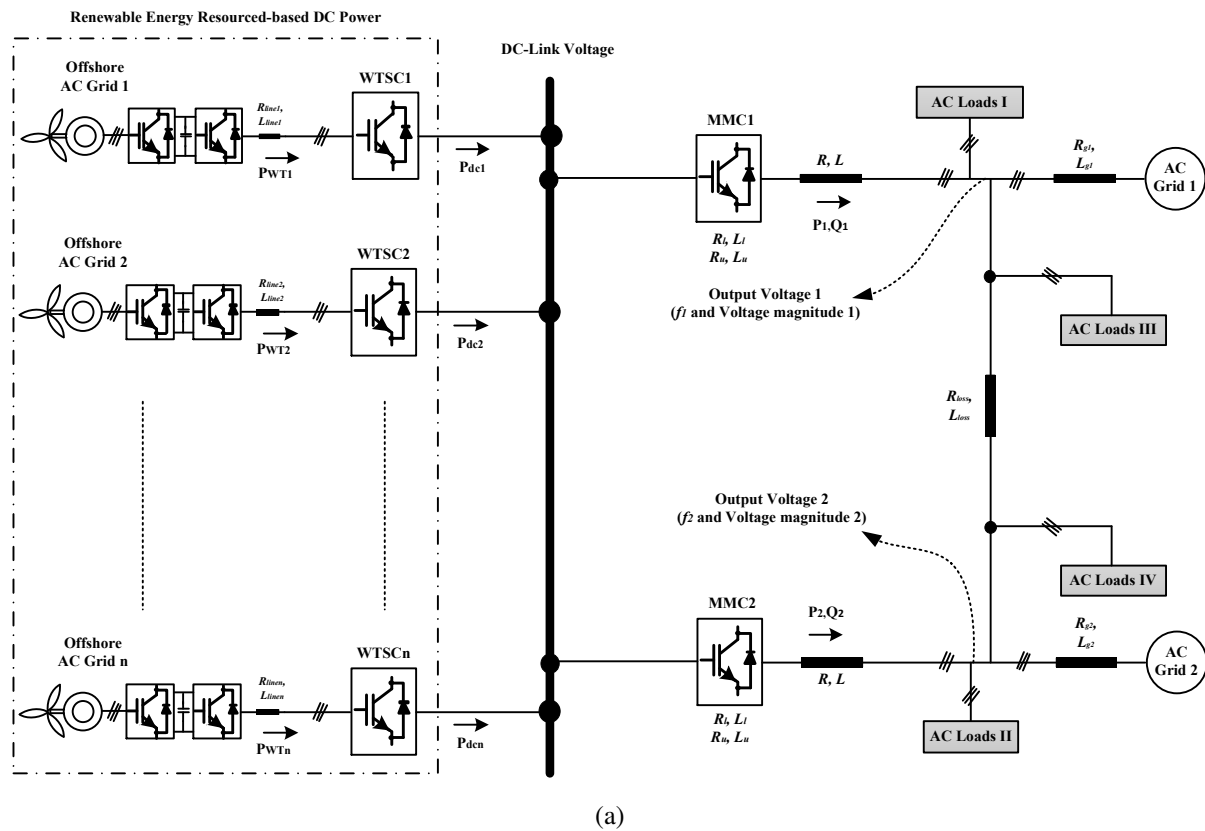 Renewable Energy Resourced-based DC Power
DC-Link Voltage
Offshore
AC Grid 1
Rline1,
Lline1
PWT1
WTSC1
Pdc1
Offshore
AC Grid 2
Rline2,
Lline2
PWT2
WTSC2
Pdc2
Offshore
AC Grid n
Rlinen,
Llinen
PWTn
WTSCn
Pdcn
MMC1
Rl, Ll
Ru, Lu
R, L
P1,Q1
AC Loads I
Rg1,
Lg1
AC
Grid 1
Output Voltage 1
(f1 and Voltage magnitude 1)
AC Loads III
Rloss,
Lloss
Output Voltage 2
(f2 and Voltage magnitude 2)
AC Loads IV
MMC2
Rl, Ll
Ru, Lu
P2,Q2
R, L
AC Loads II
Rg2,
Lg2
AC
Grid 2
(a)